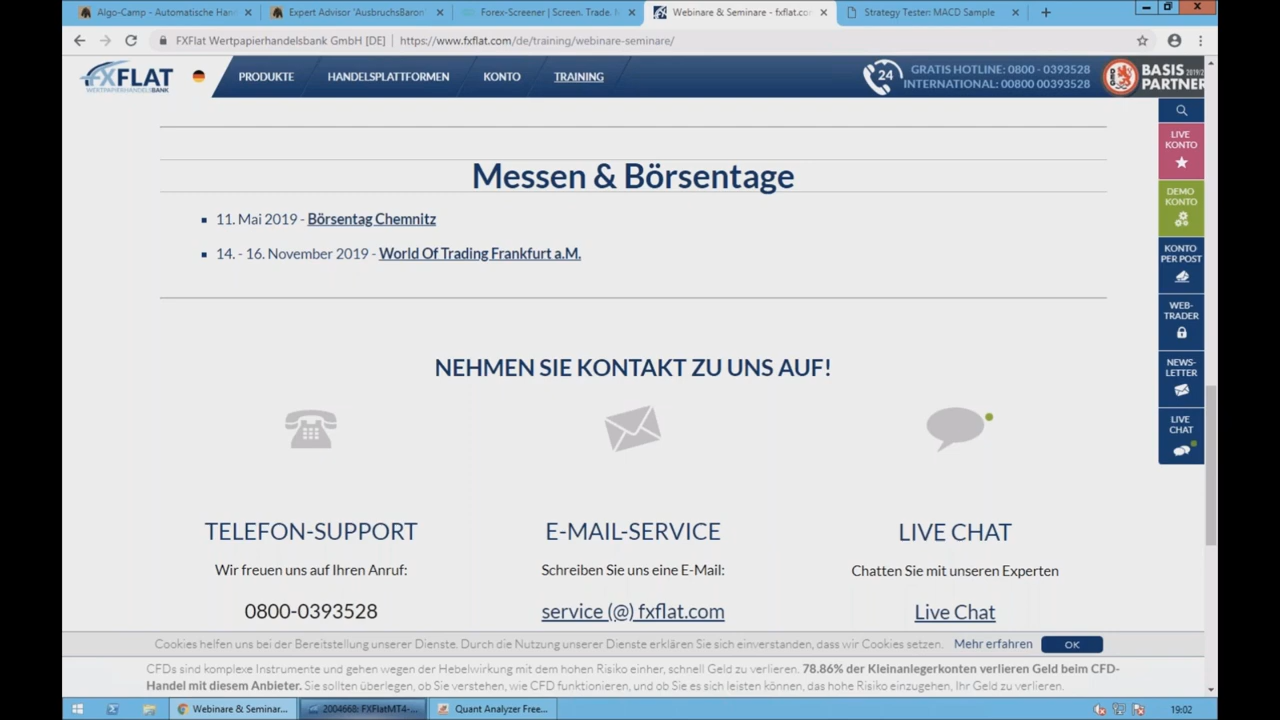 Algo-Camp - Automatische Han
Expert Advisor 'AusbruchsBaron'
Forex-Screener | Screen. Trade. M
Webinare & Seminare - fxflat.com
Strategy Tester: MACD Sample
FXFlat Wertpapierhandelsbank GmbH [DE] | https://www.fxflat.com/de/training/webinare-seminare/
FXFLAT
WERTPAPIERHANDELSBANK
PRODUKTE
HANDELSPLATTFORMEN
KONTO
TRAINING
24
GRATIS HOTLINE: 0800 - 0393528
INTERNATIONAL: 00800 00393528
BASIS 2019/2
PARTNER
LIVE
KONTO
DEMO
KONTO
KONTO
PER POST
WEB-
TRADER
NEWS-
LETTER
LIVE
CHAT
Messen & Börsentage
11. Mai 2019 - Börsentag Chemnitz
14. - 16. November 2019 - World Of Trading Frankfurt a.M.
NEHMEN SIE KONTAKT ZU UNS AUF!
TELEFON-SUPPORT
Wir freuen uns auf Ihren Anruf:
0800-0393528
E-MAIL-SERVICE
Schreiben Sie uns eine E-Mail:
service (@) fxflat.com
LIVE CHAT
Chatten Sie mit unseren Experten
Live Chat
Cookies helfen uns bei der Bereitstellung unserer Dienste. Durch die Nutzung unserer Dienste erklären Sie sich einverstanden, dass wir Cookies setzen. Mehr erfahren OK
CFDs sind komplexe Instrumente und gehen wegen der Hebelwirkung mit dem hohen Risiko einher, schnell Geld zu verlieren. 78.86% der Kleinanlegerkonten verlieren Geld beim CFD-
Handel mit diesem Anbieter. Sie sollten überlegen, ob Sie verstehen, wie CFD funktionieren, und ob Sie es sich leisten können, das hohe Risiko einzugehen, Ihr Geld zu verlieren.
Webinare & Seminar...
2004668: FXFlatMT4-...
Quant Analyzer Free...
19:02